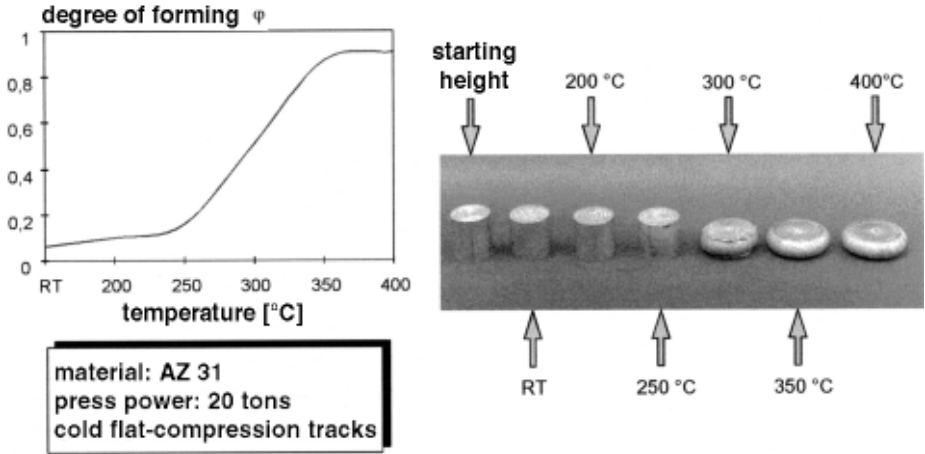 degree of forming φ
1
0,8
0,6
0,4
0,2
0
RT 200 250 300 350 400
temperature [°C]
material: AZ 31
press power: 20 tons
cold flat-compression tracks
starting
height
200 °C 300 °C 400°C
RT 250 °C 350 °C